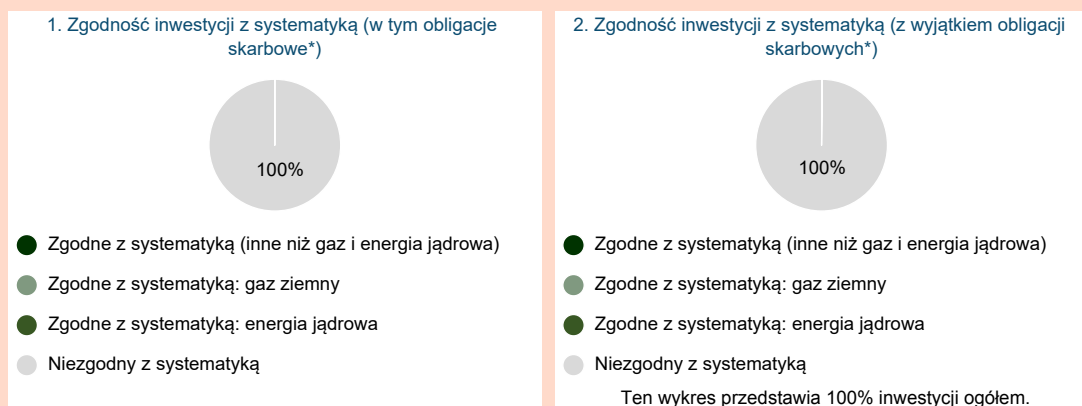 1. Zgodność inwestycji z systematyką (w tym obligacje
skarbowe*)
100%
Zgodne z systematyką (inne niż gaz i energia jądrowa)
Zgodne z systematyką: gaz ziemny
Zgodne z systematyką: energia jądrowa
Niezgodny z systematyką
2. Zgodność inwestycji z systematyką (z wyjątkiem obligacji
skarbowych*)
100%
Zgodne z systematyką (inne niż gaz i energia jądrowa)
Zgodne z systematyką: gaz ziemny
Zgodne z systematyką: energia jądrowa
Niezgodny z systematyką
Ten wykres przedstawia 100% inwestycji ogółem.